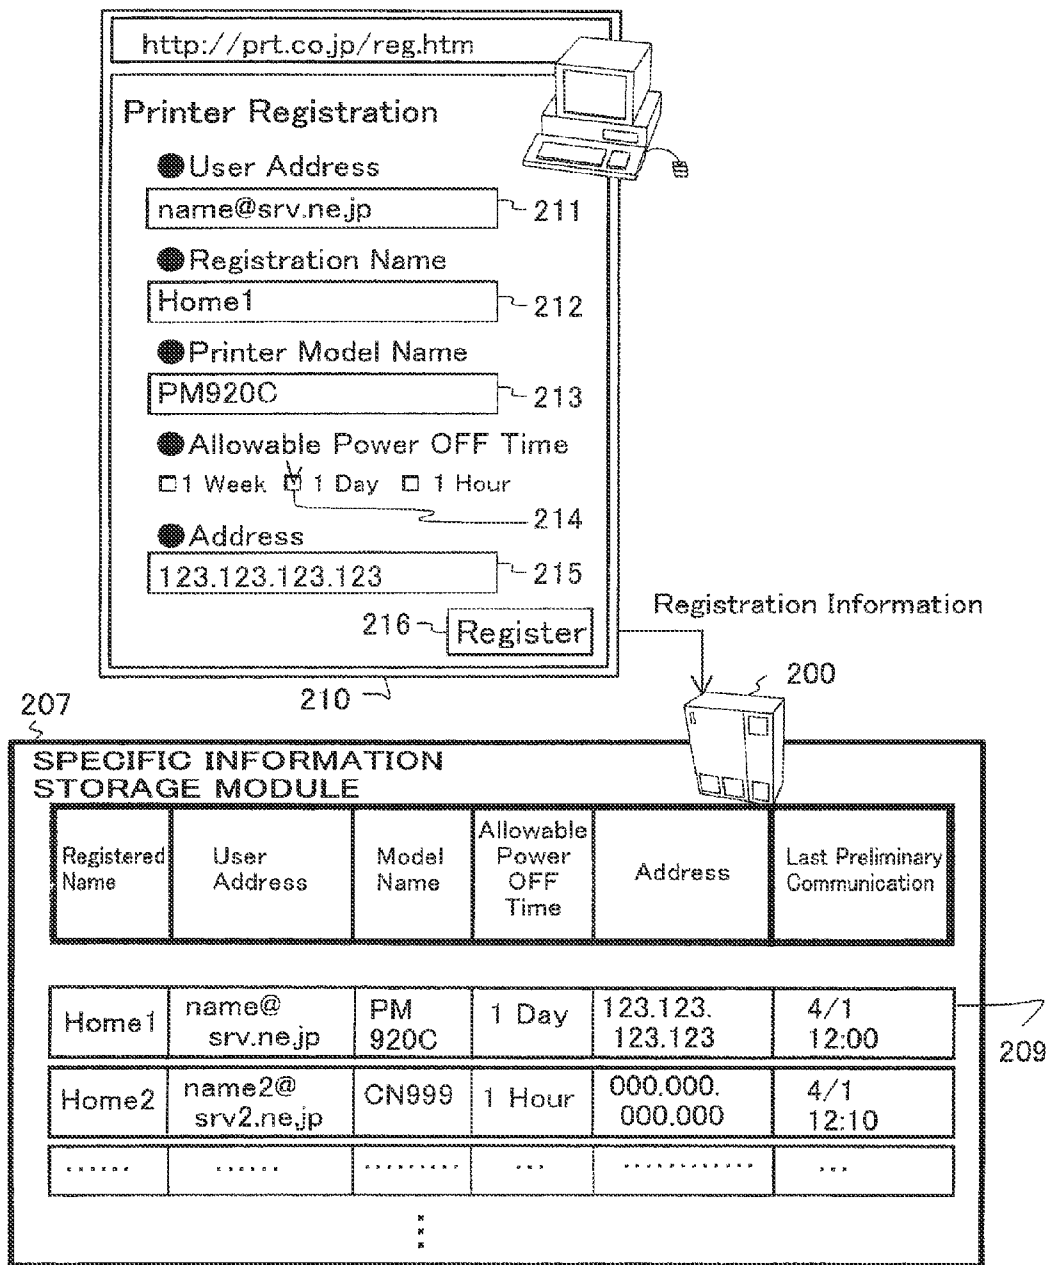 http://prt.co.jp/reg.htm
Printer Registration
●User Address
name@srv.ne.jp
211
●Registration Name
Home1
212
●Printer Model Name
PM920C
213
●Allowable Power OFF Time
1 Week 1 Day 1 Hour
214
●Address
123.123.123.123
215
216
Register
Registration Information
210
200
207
SPECIFIC INFORMATION
STORAGE MODULE
Registered
Name
User
Address
Model
Name
Allowable
Power
OFF
Time
Address
Last Preliminary
Communication
Home1
name@
srv.ne.jp
PM
920C
1 Day
123.123.
123.123
4/1
12:00
209
Home2
name2@
srv2.ne.jp
CN999
1 Hour
000.000.
000.000
4/1
12:10